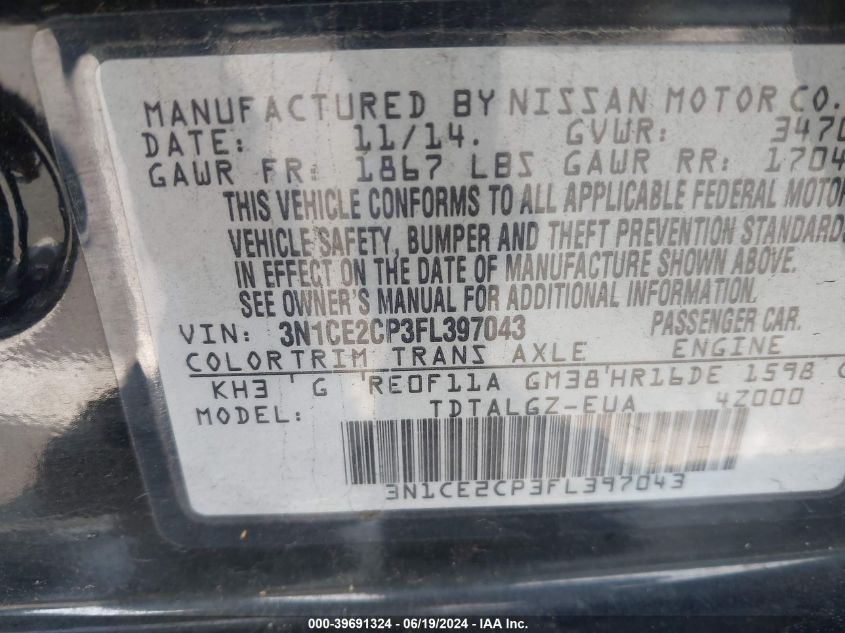 MANUFACTURED BY NISSAN MOTOR CO.
DATE: 11/14. GVWR: 3470
GAWR FR: 1867 LBS GAWR RR: 1704
THIS VEHICLE CONFORMS TO ALL APPLICABLE FEDERAL MOTOR
VEHICLE SAFETY, BUMPER AND THEFT PREVENTION STANDARDS
IN EFFECT ON THE DATE OF MANUFACTURE SHOWN ABOVE.
SEE OWNER'S MANUAL FOR ADDITIONAL INFORMATION.
VIN: 3N1CE2CP3FL397043 PASSENGER CAR.
COLORTRIM TRANS AXLE ENGINE
KH3 G RE0F11A GM38 HR16DE 1598 C
MODEL: TDTALGZ-EUA 4Z000
3N1CE2CP3FL397043
000-39691324 - 06/19/2024 - IAA Inc.